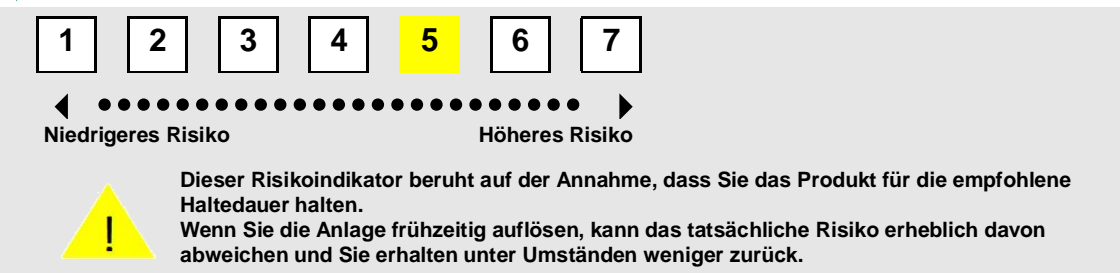 1 2 3 4 5 6 7
Niedrigeres Risiko Höheres Risiko
Dieser Risikoindikator beruht auf der Annahme, dass Sie das Produkt für die empfohlene
Haltedauer halten.
Wenn Sie die Anlage frühzeitig auflösen, kann das tatsächliche Risiko erheblich davon
abweichen und Sie erhalten unter Umständen weniger zurück.
!